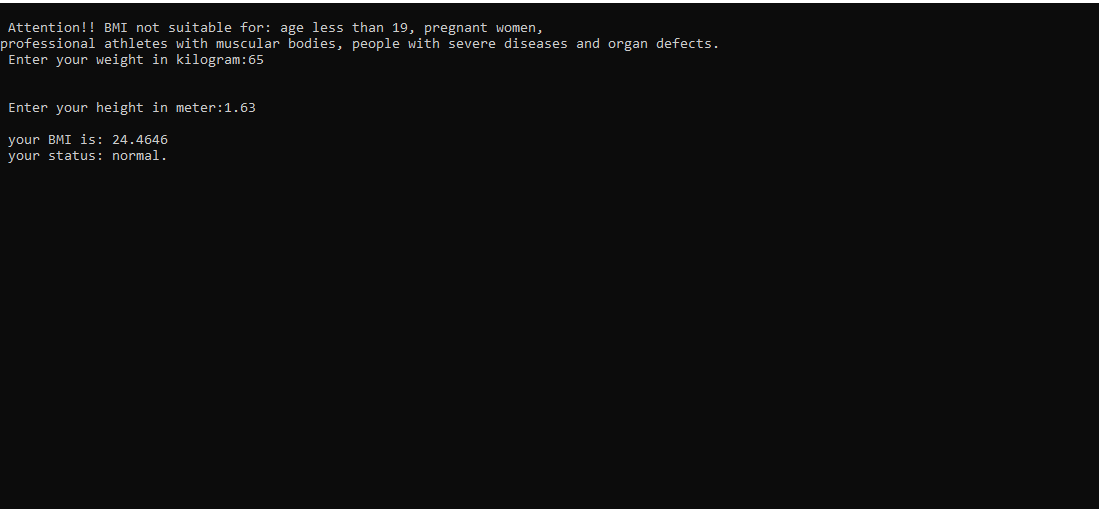 Attention!! BMI not suitable for: age less than 19, pregnant women,
professional athletes with muscular bodies, people with severe diseases and organ defects.
Enter your weight in kilogram:65
Enter your height in meter:1.63
your BMI is: 24.4646
your status: normal.